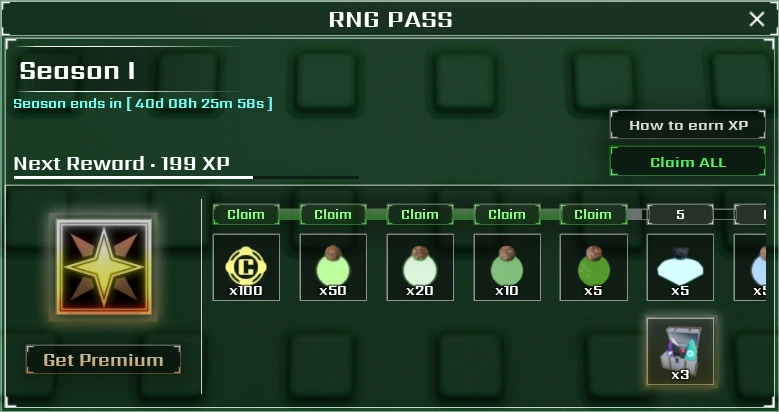 RNG PASS
Season I
Season ends in [ 40d 08h 25m 58s ]
How to earn XP
Next Reward · 199 XP
Claim ALL
Claim Claim Claim Claim Claim 5
C
x100 x50 x20 x10 x5 x5
Get Premium
x3